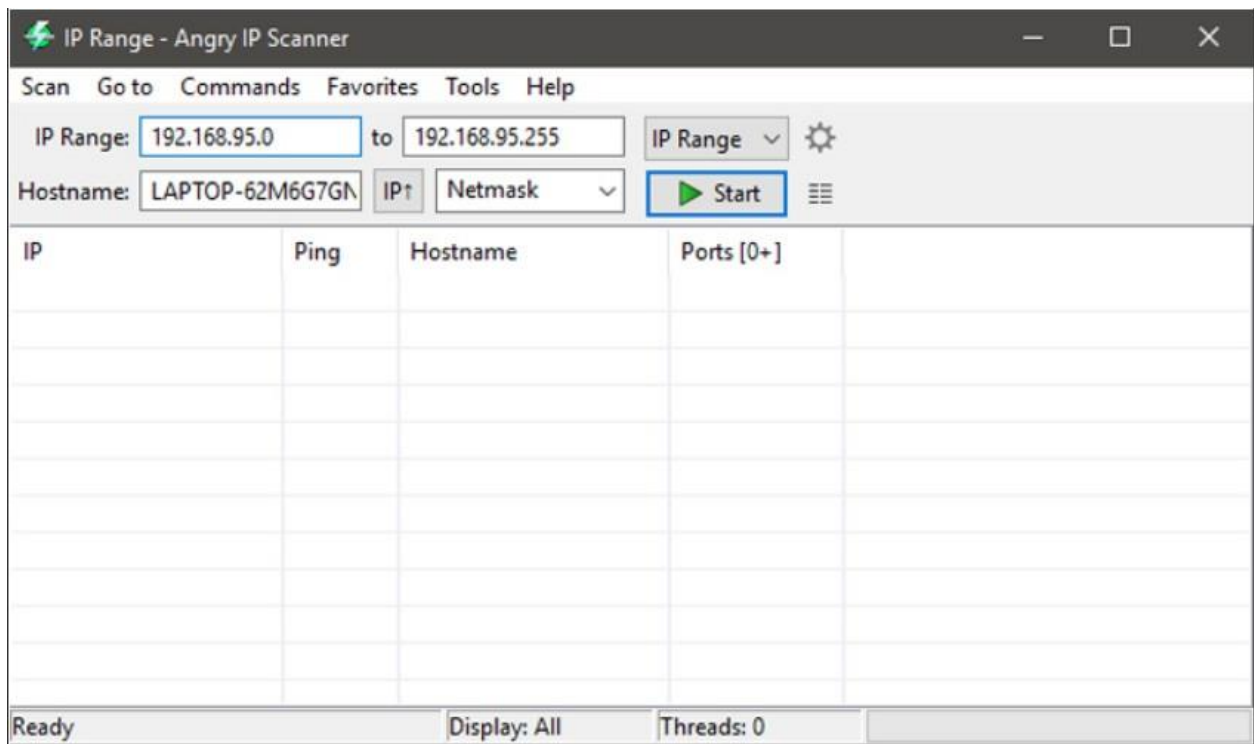 IP Range - Angry IP Scanner
Scan Go to Commands Favorites Tools Help
IP Range: 192.168.95.0 to 192.168.95.255 IP Range
Hostname: LAPTOP-62M6G7GN IP↑ Netmask Start
IP Ping Hostname Ports [0+]
Ready Display: All Threads: 0